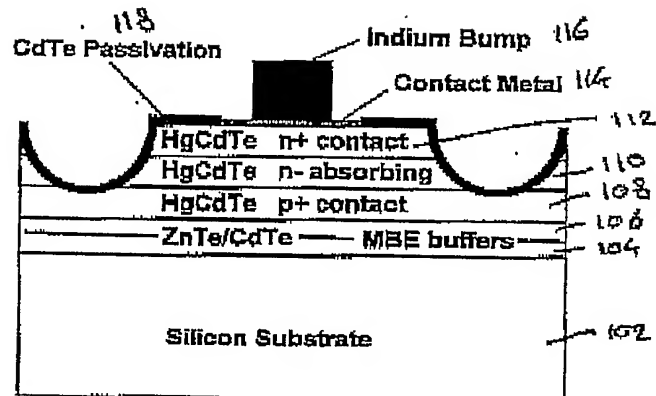 118
CdTe Passivation
Indium Bump 116
Contact Metal 114
112
HgCdTe n+ contact
110
HgCdTe n- absorbing
108
HgCdTe p+ contact
106
ZnTe/CdTe MBE buffers
104
Silicon Substrate
102